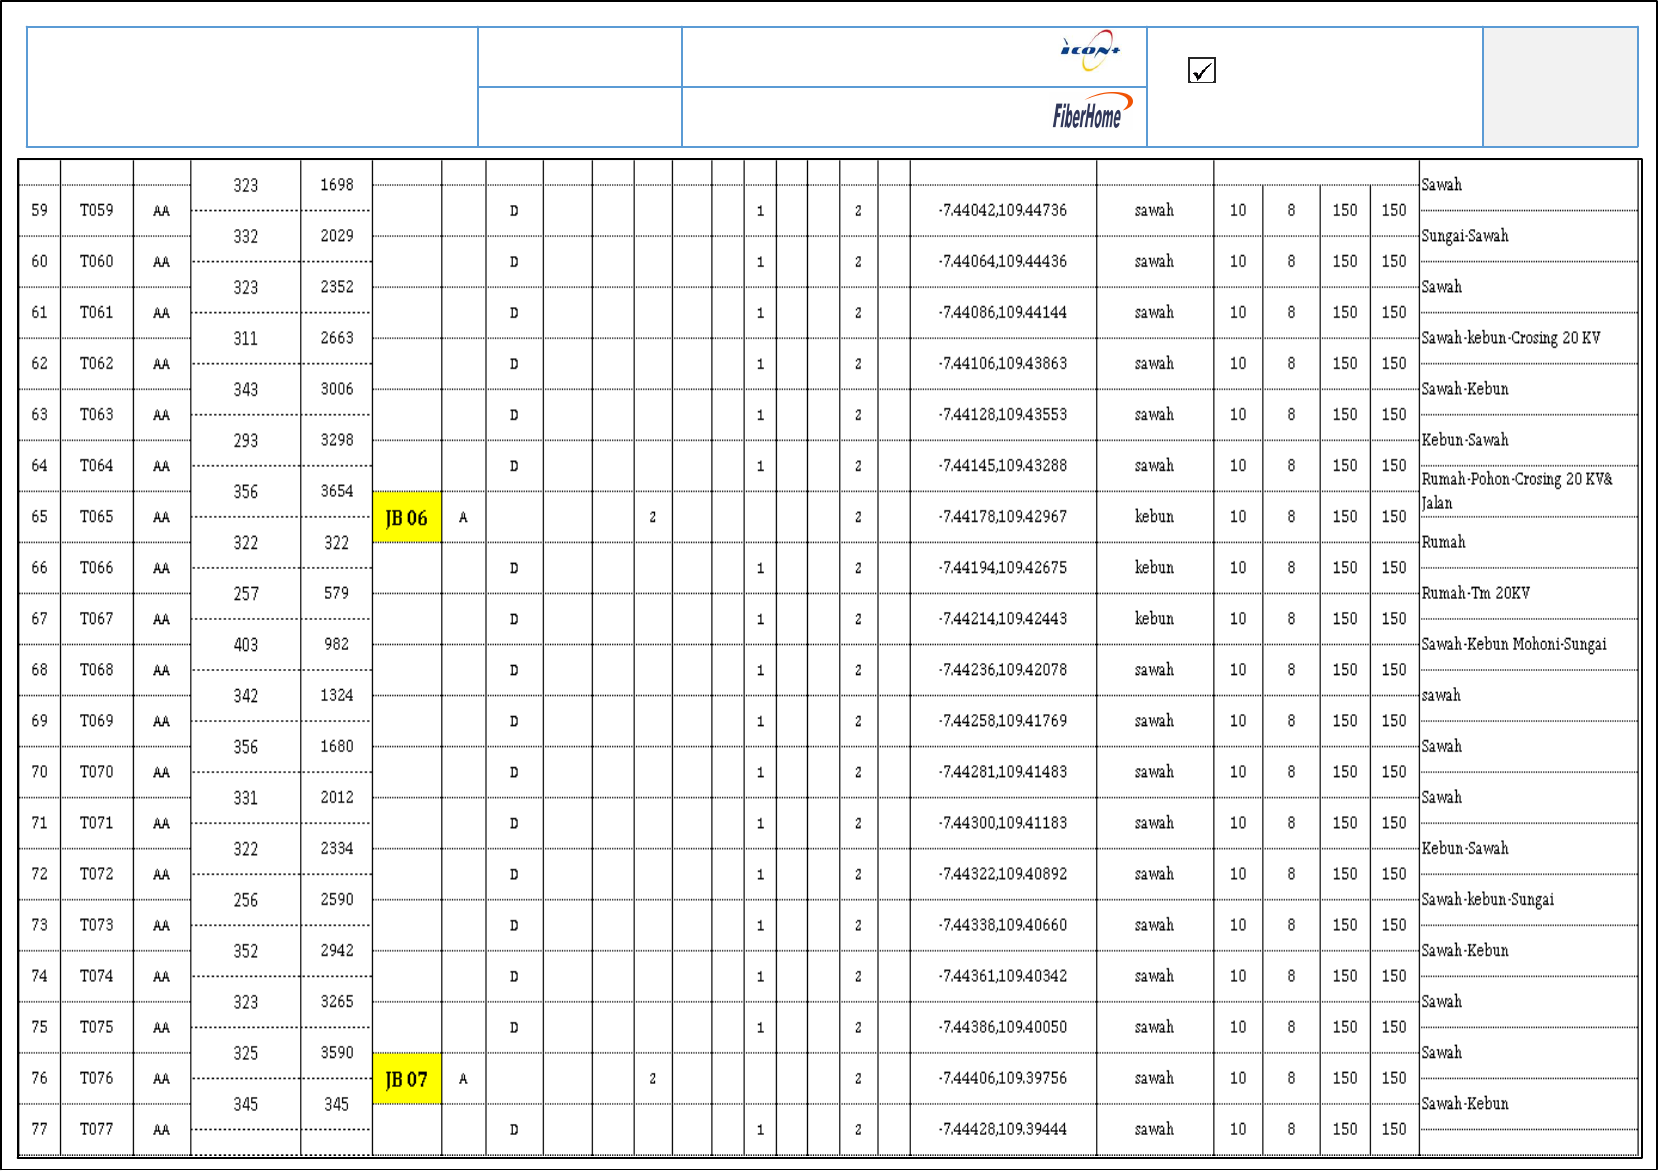 icon+
FiberHome
323 1698 Sawah
59 T059 AA D 1 2 -7.44042,109.44736 sawah 10 8 150 150
332 2029 Sungai-Sawah
60 T060 AA D 1 2 -7.44064,109.44436 sawah 10 8 150 150
323 2352 Sawah
61 T061 AA D 1 2 -7.44086,109.44144 sawah 10 8 150 150
311 2663 Sawah-kebun-Crosing 20 KV
62 T062 AA D 1 2 -7.44106,109.43863 sawah 10 8 150 150
343 3006 Sawah-Kebun
63 T063 AA D 1 2 -7.44128,109.43553 sawah 10 8 150 150
293 3298 Kebun-Sawah
64 T064 AA D 1 2 -7.44145,109.43288 sawah 10 8 150 150
356 3654 Rumah-Pohon-Crosing 20 KV&
Jalan
65 T065 AA JB 06 A 2 2 -7.44178,109.42967 kebun 10 8 150 150
322 322 Rumah
66 T066 AA D 1 2 -7.44194,109.42675 kebun 10 8 150 150
257 579 Rumah-Tm 20KV
67 T067 AA D 1 2 -7.44214,109.42443 kebun 10 8 150 150
403 982 Sawah-Kebun Mohoni-Sungai
68 T068 AA D 1 2 -7.44236,109.42078 sawah 10 8 150 150
342 1324 sawah
69 T069 AA D 1 2 -7.44258,109.41769 sawah 10 8 150 150
356 1680 Sawah
70 T070 AA D 1 2 -7.44281,109.41483 sawah 10 8 150 150
331 2012 Sawah
71 T071 AA D 1 2 -7.44300,109.41183 sawah 10 8 150 150
322 2334 Kebun-Sawah
72 T072 AA D 1 2 -7.44322,109.40892 sawah 10 8 150 150
256 2590 Sawah-kebun-Sungai
73 T073 AA D 1 2 -7.44338,109.40660 sawah 10 8 150 150
352 2942 Sawah-Kebun
74 T074 AA D 1 2 -7.44361,109.40342 sawah 10 8 150 150
323 3265 Sawah
75 T075 AA D 1 2 -7.44386,109.40050 sawah 10 8 150 150
325 3590 Sawah
76 T076 AA JB 07 A 2 2 -7.44406,109.39756 sawah 10 8 150 150
345 345 Sawah-Kebun
77 T077 AA D 1 2 -7.44428,109.39444 sawah 10 8 150 150